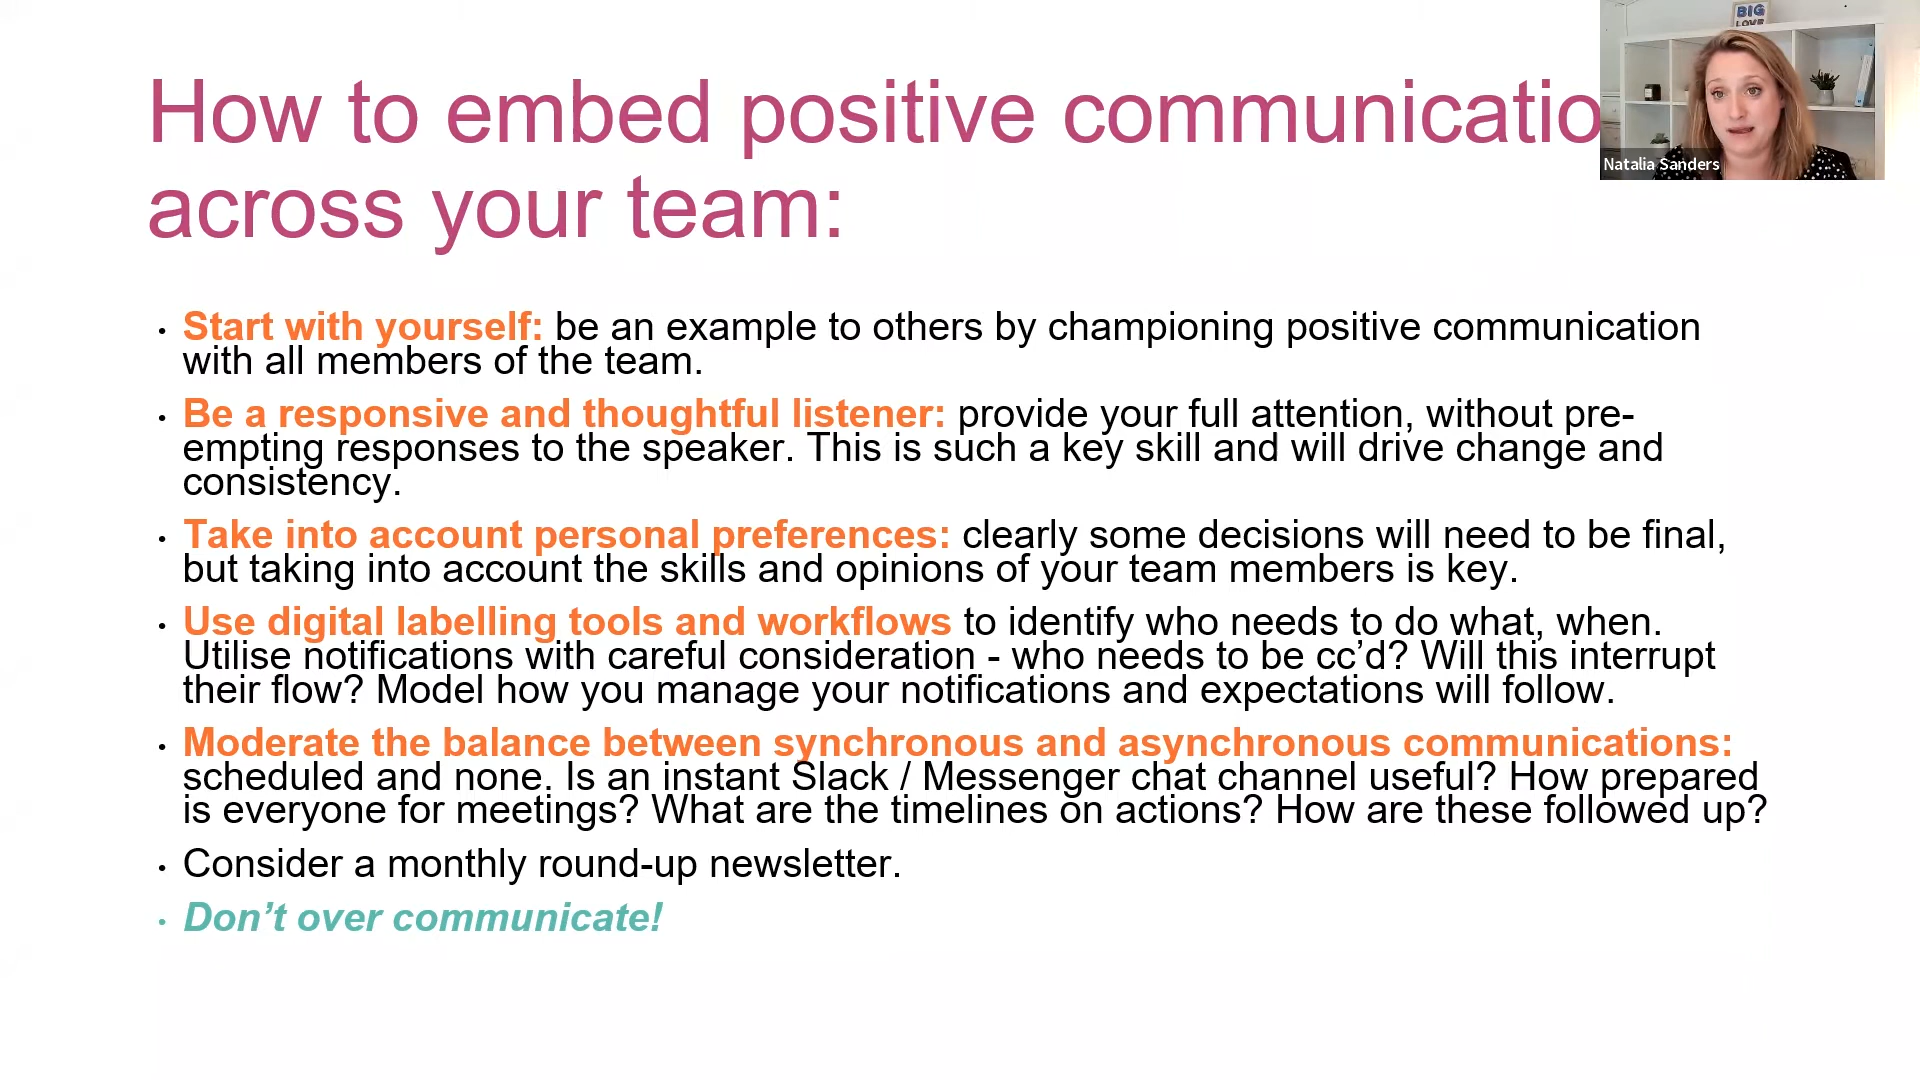 How to embed positive communicatio
across your team:
BIG
LOVE
Natalia Sanders
• Start with yourself: be an example to others by championing positive communication
with all members of the team.
• Be a responsive and thoughtful listener: provide your full attention, without pre-
empting responses to the speaker. This is such a key skill and will drive change and
consistency.
• Take into account personal preferences: clearly some decisions will need to be final,
but taking into account the skills and opinions of your team members is key.
• Use digital labelling tools and workflows to identify who needs to do what, when.
Utilise notifications with careful consideration - who needs to be cc’d? Will this interrupt
their flow? Model how you manage your notifications and expectations will follow.
• Moderate the balance between synchronous and asynchronous communications:
scheduled and none. Is an instant Slack / Messenger chat channel useful? How prepared
is everyone for meetings? What are the timelines on actions? How are these followed up?
• Consider a monthly round-up newsletter.
• Don’t over communicate!